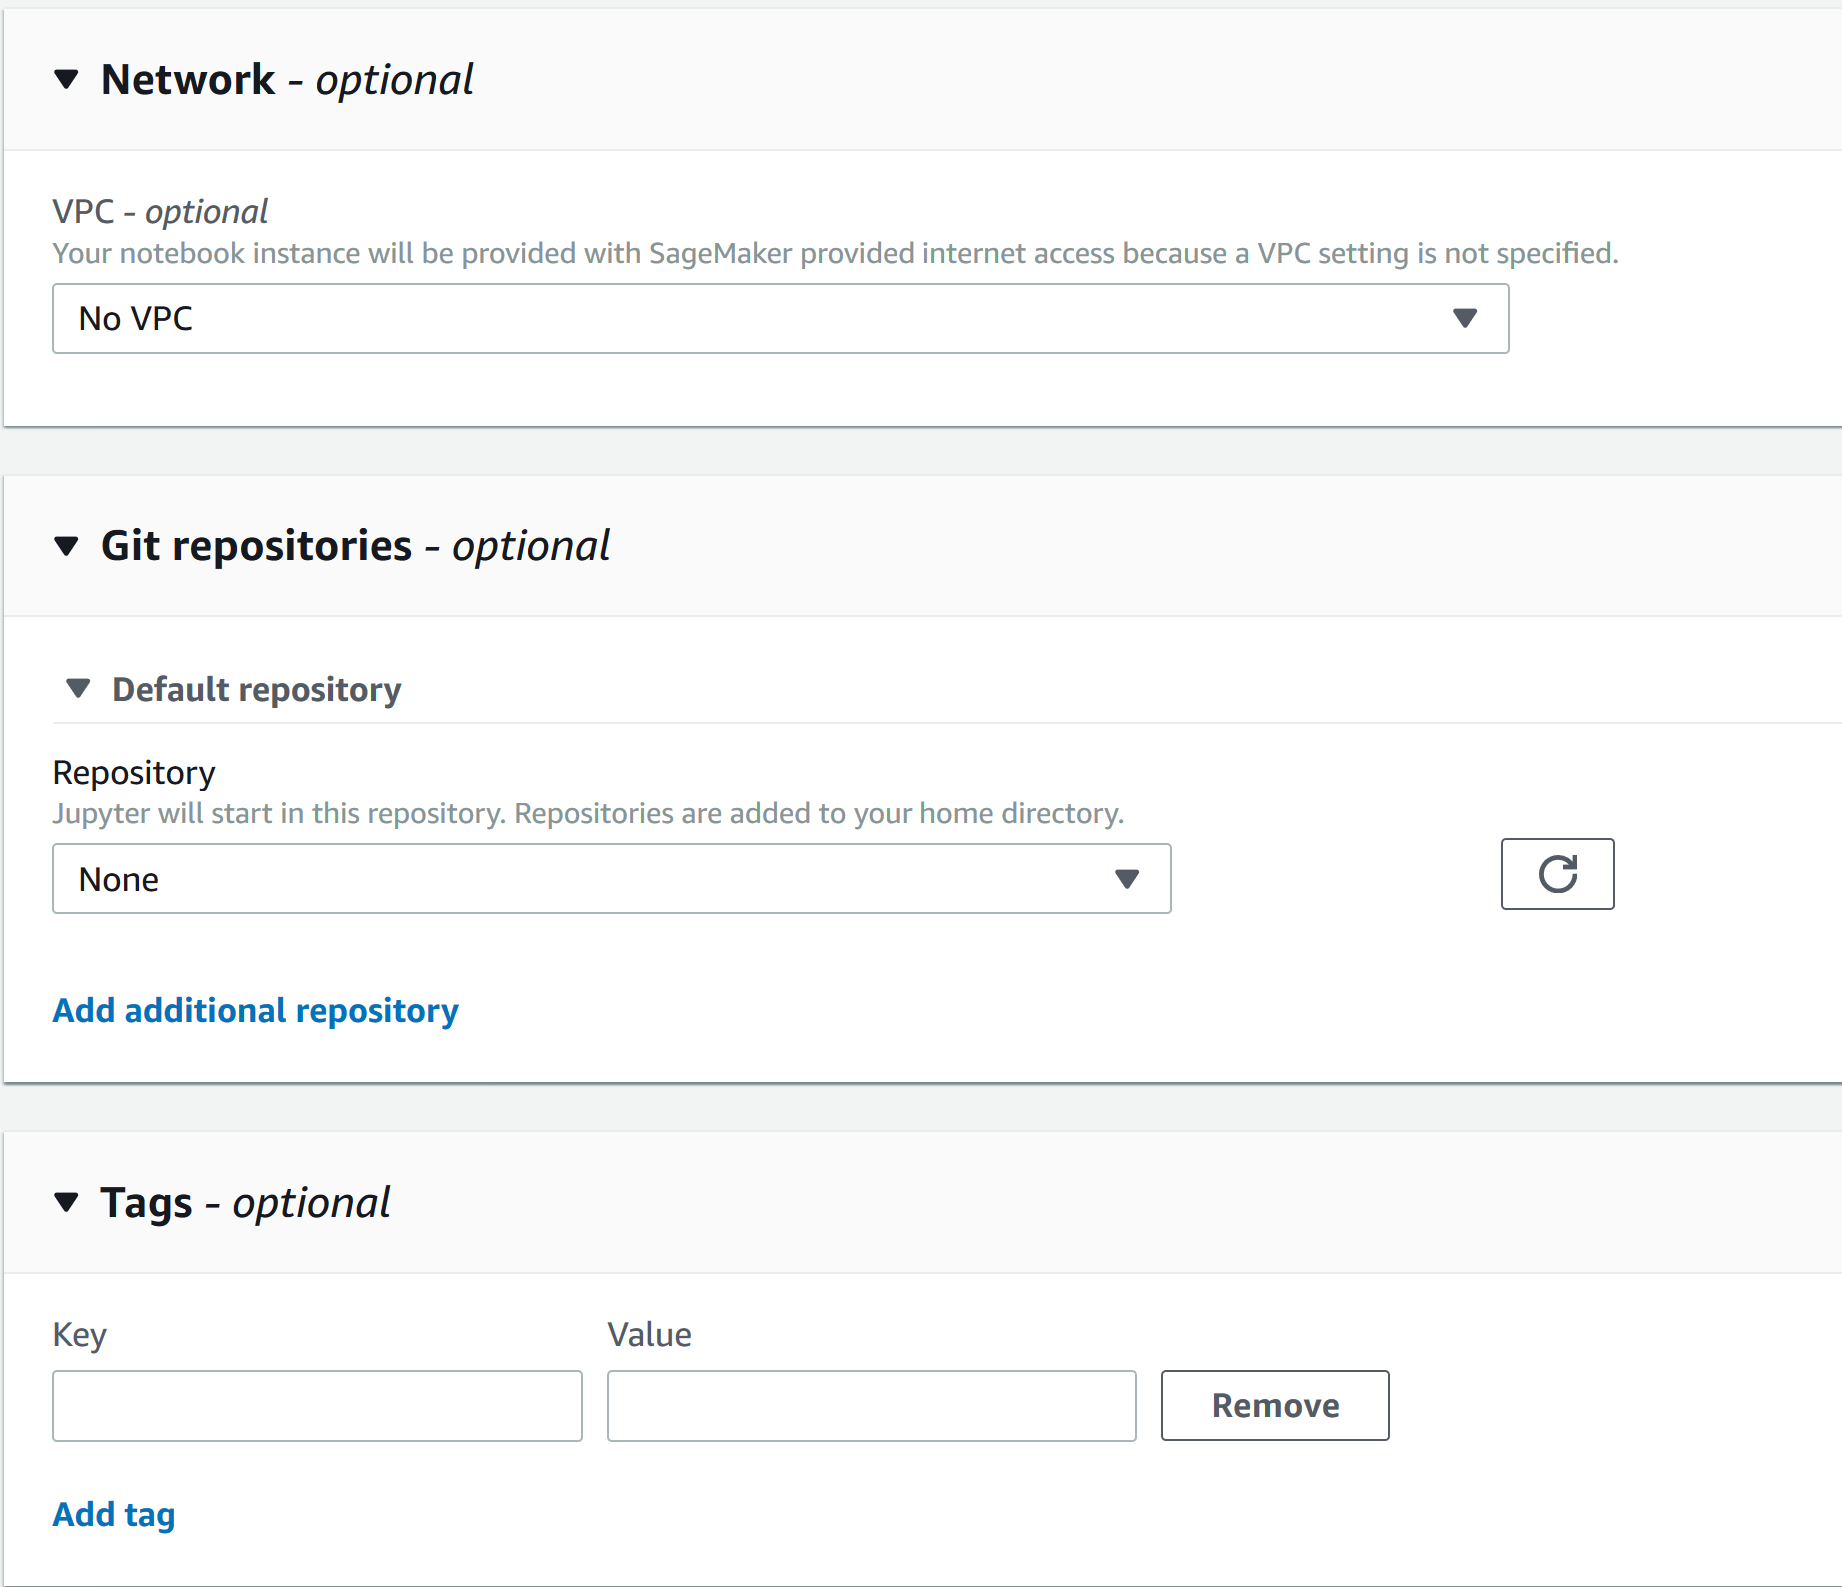 Network - optional
VPC - optional
Your notebook instance will be provided with SageMaker provided internet access because a VPC setting is not specified.
No VPC
Git repositories - optional
Default repository
Repository
Jupyter will start in this repository. Repositories are added to your home directory.
None
Add additional repository
Tags - optional
Key Value
Remove
Add tag